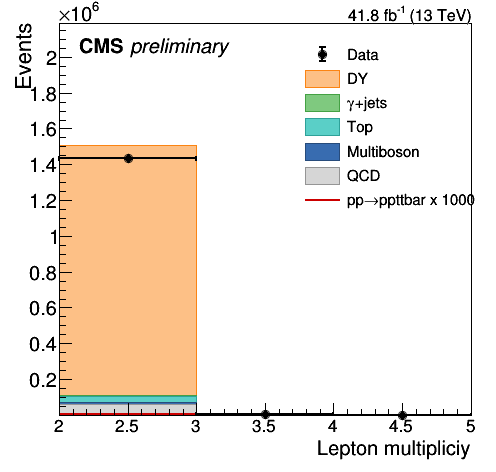 ×10⁶
41.8 fb⁻¹ (13 TeV)
Events
CMS preliminary
Data
DY
γ+jets
Top
Multiboson
QCD
pp→ppttbar x 1000
2
1.8
1.6
1.4
1.2
1
0.8
0.6
0.4
0.2
2 2.5 3 3.5 4 4.5 5
Lepton multipliciy